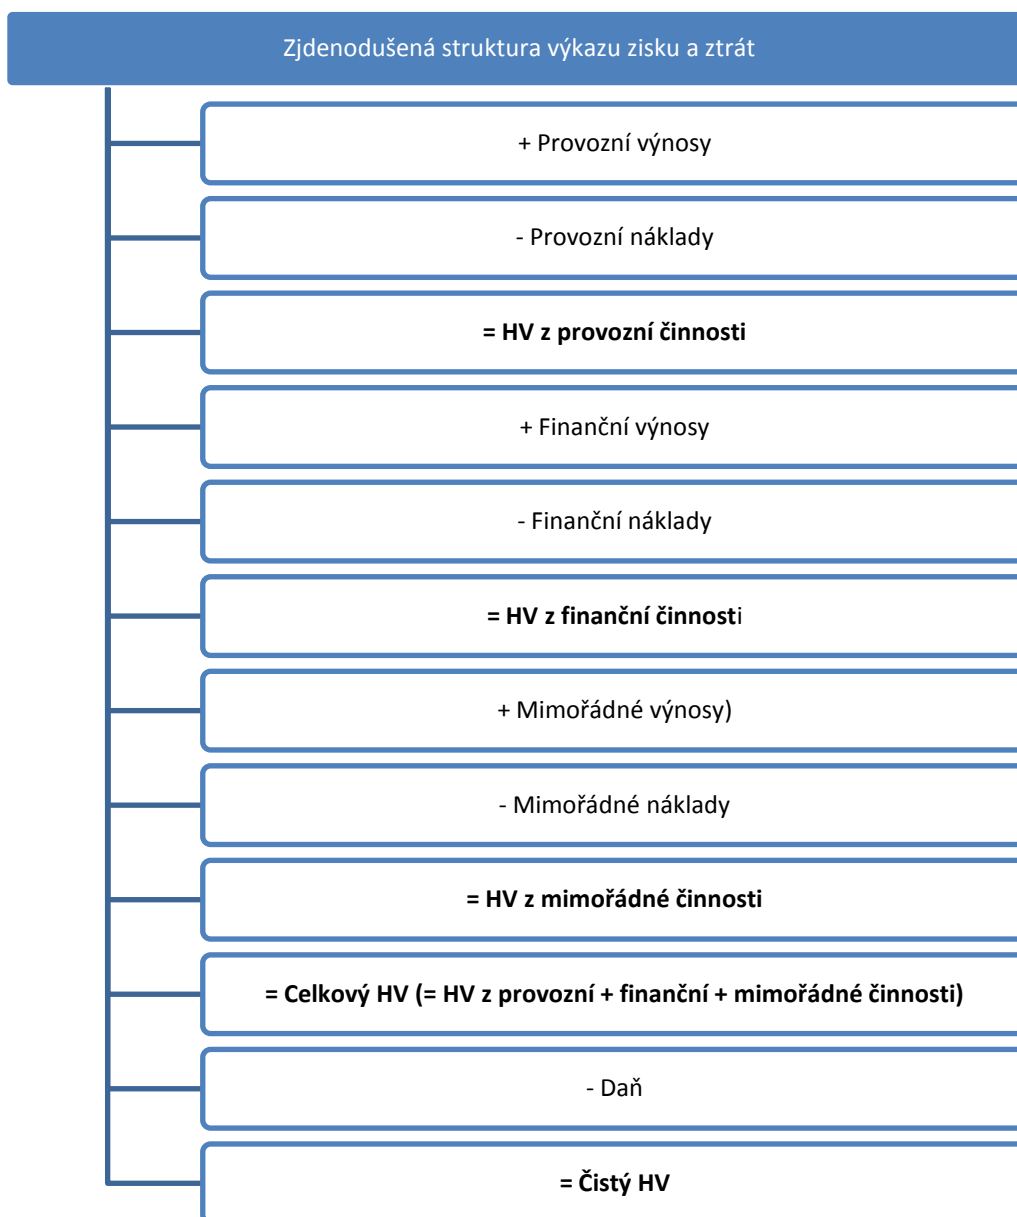 Zjdenodušená struktura výkazu zisku a ztrát
+ Provozní výnosy
- Provozní náklady
= HV z provozní činnosti
+ Finanční výnosy
- Finanční náklady
= HV z finanční činnosti
+ Mimořádné výnosy)
- Mimořádné náklady
= HV z mimořádné činnosti
= Celkový HV (= HV z provozní + finanční + mimořádné činnosti)
- Daň
= Čistý HV